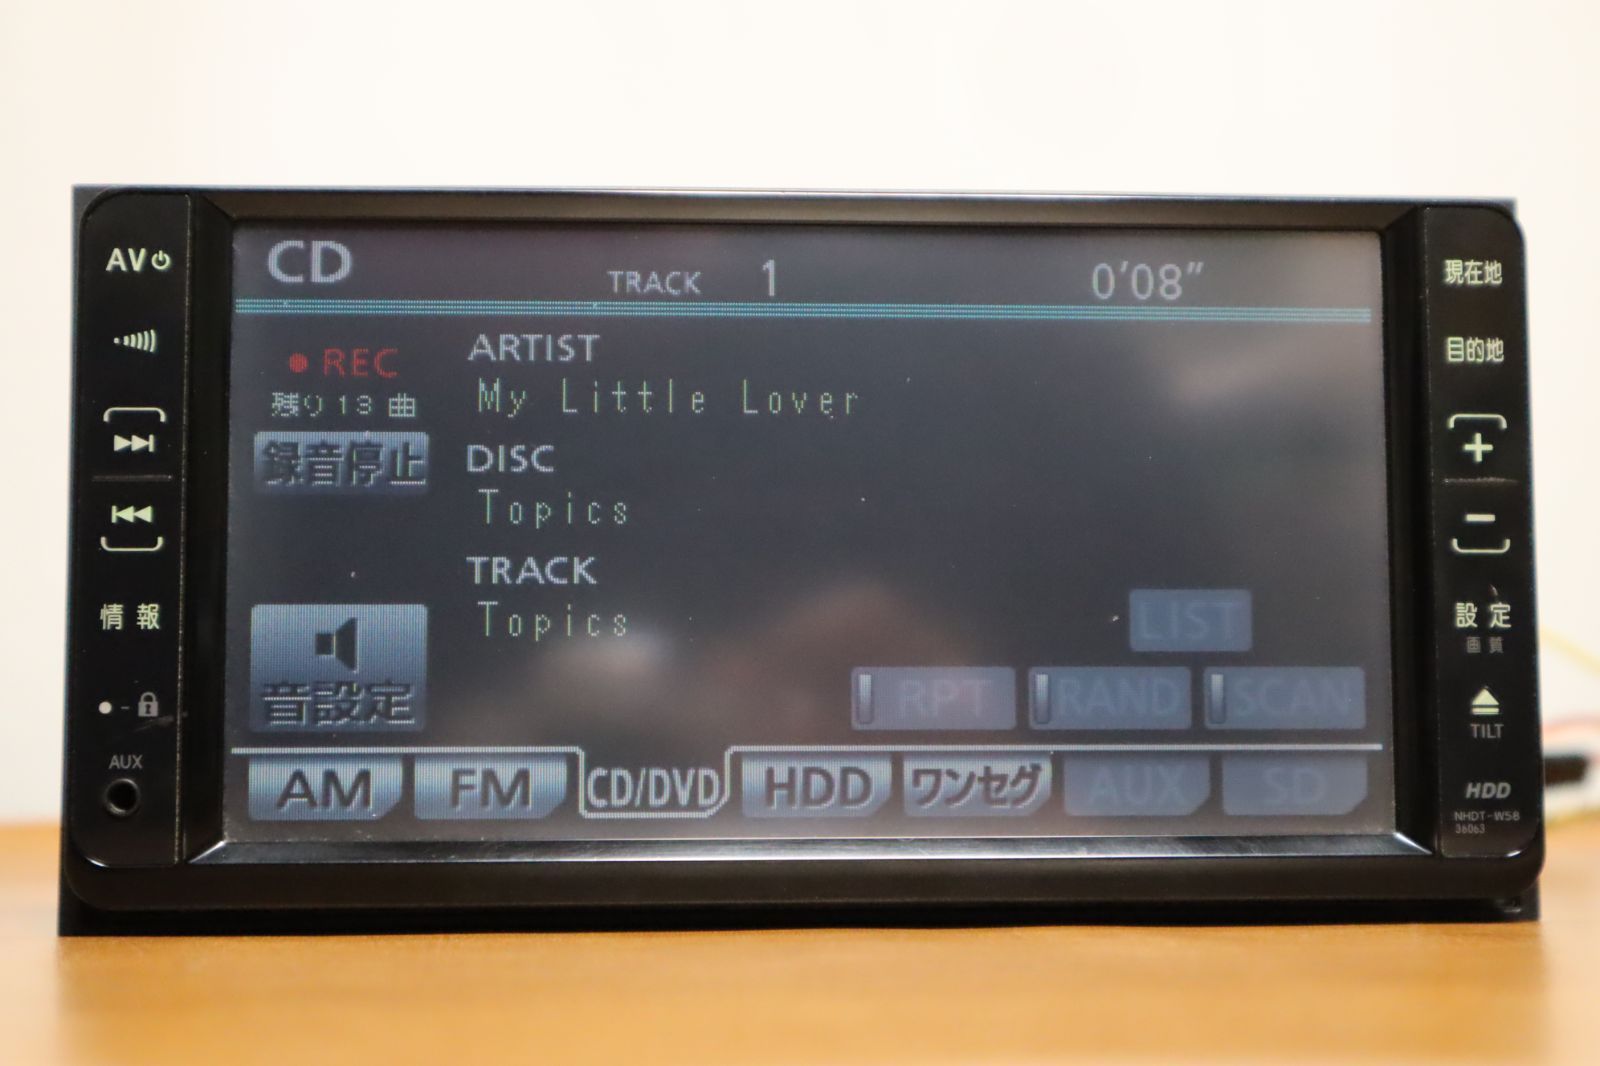 AV
CD
TRACK 1
0'08"
● REC
残り 13 曲
録音停止
ARTIST
My Little Lover
DISC
Topics
TRACK
Topics
音設定
LIST
RPT
RAND
SCAN
AM
FM
CD/DVD
HDD
ワンセグ
AUX
SD
情報
AUX
現在地
目的地
+
−
設定
画質
TILT
HDD
NHDT-W58
36063